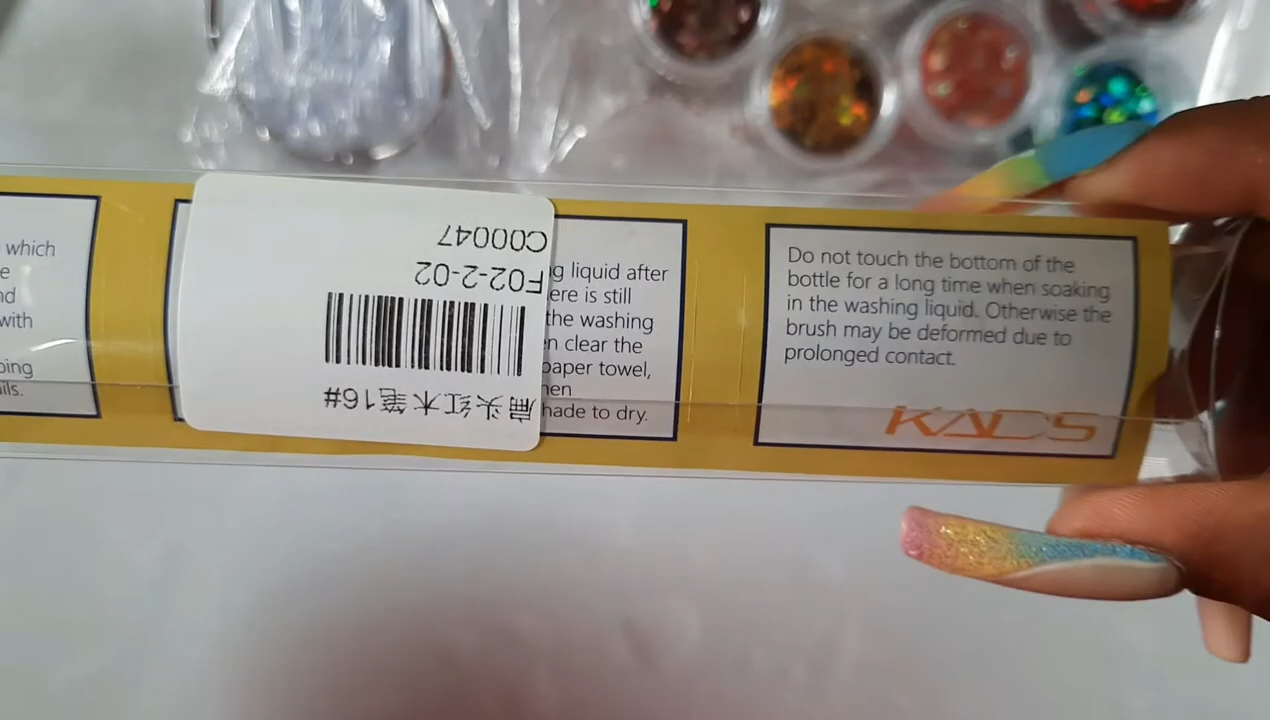 which
e
nd
with
ping
ils.
C00047
F02-2-02
扁头红木笔16#
g liquid after
ere is still
the washing
n clear the
paper towel,
hen
hade to dry.
Do not touch the bottom of the
bottle for a long time when soaking
in the washing liquid. Otherwise the
brush may be deformed due to
prolonged contact.
KADS